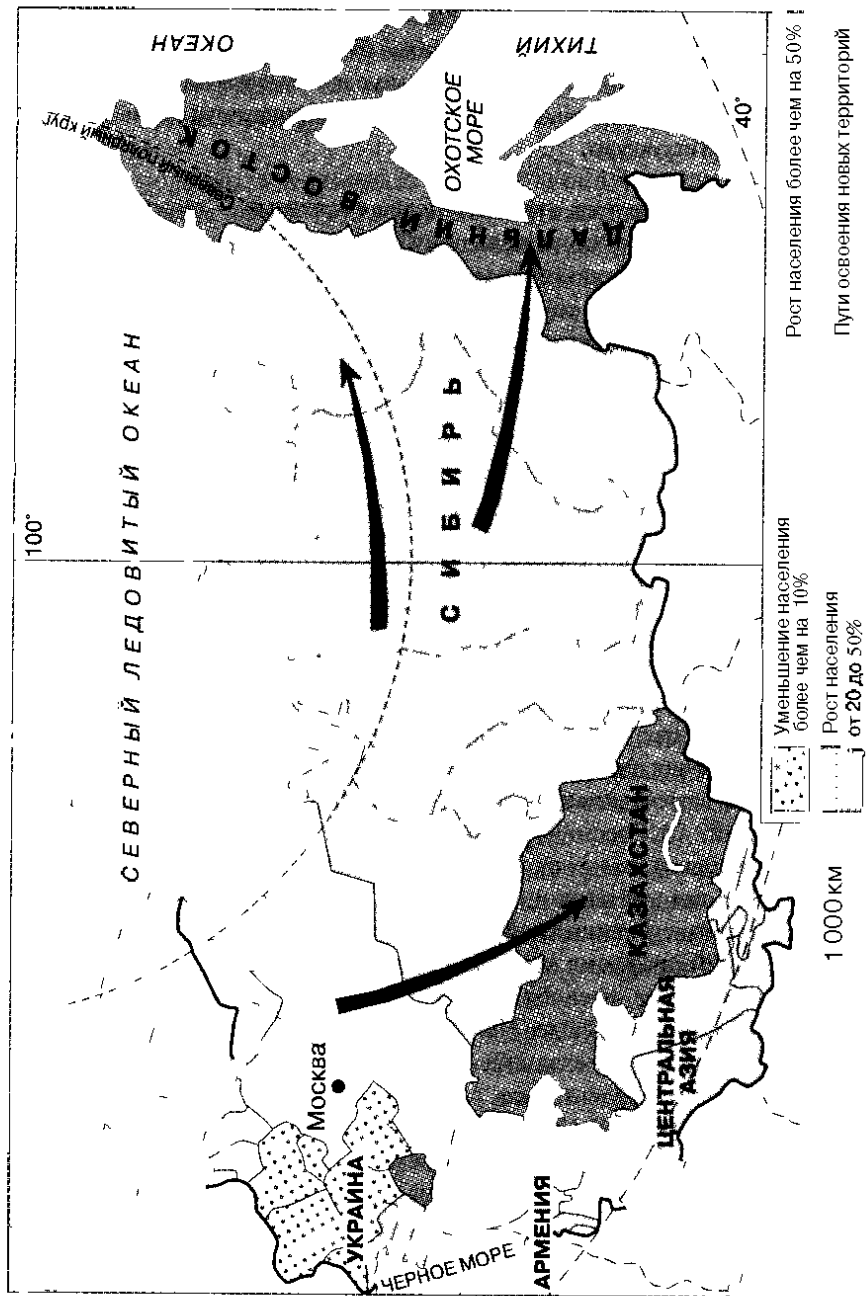 СЕВЕРНЫЙ ЛЕДОВИТЫЙ ОКЕАН
100°
Северный полярный круг
ТИХИЙ
ОКЕАН
ОХОТСКОЕ
МОРЕ
ДАЛЬНИЙ ВОСТОК
СИБИРЬ
40°
Москва
УКРАИНА
ЧЕРНОЕ МОРЕ
АРМЕНИЯ
КАЗАХСТАН
ЦЕНТРАЛЬНАЯ
АЗИЯ
1000 км
Уменьшение населения
более чем на 10%
Рост населения
от 20 до 50%
Рост населения более чем на 50%
Пути освоения новых территорий